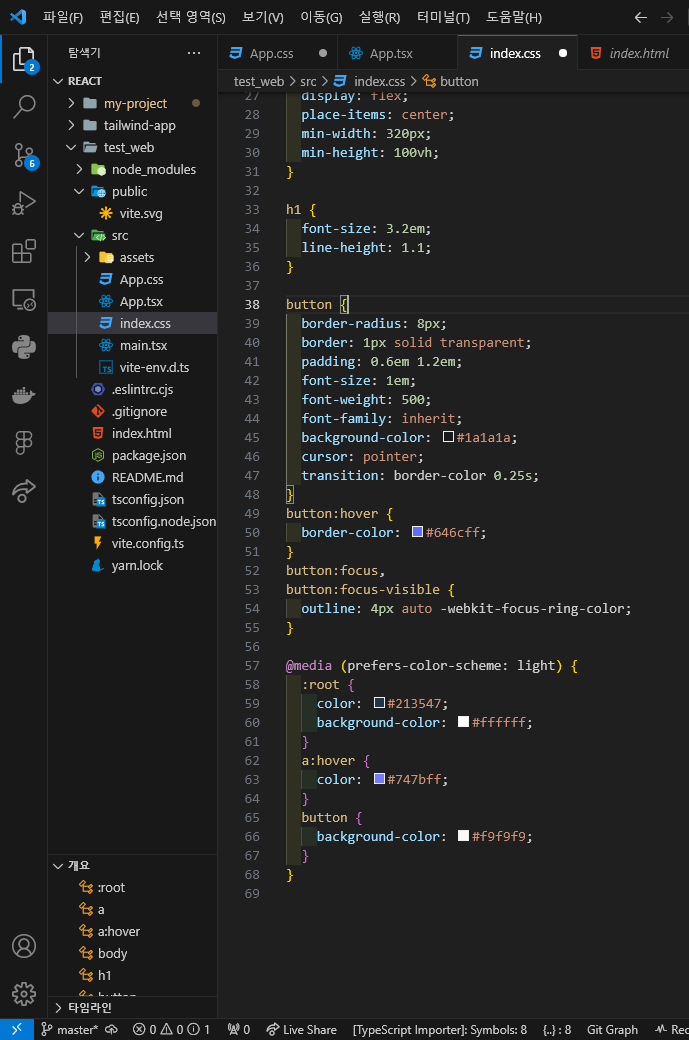 파일(F) 편집(E) 선택 영역(S) 보기(V) 이동(G) 실행(R) 터미널(T) 도움말(H)
탐색기
App.css
App.tsx
index.css
index.html
test_web > src > index.css > button
REACT
my-project
tailwind-app
test_web
node_modules
public
vite.svg
src
assets
App.css
App.tsx
index.css
main.tsx
vite-env.d.ts
.eslintrc.cjs
.gitignore
index.html
package.json
README.md
tsconfig.json
tsconfig.node.json
vite.config.ts
yarn.lock
2
6
27 display: flex;
28 place-items: center;
29 min-width: 320px;
30 min-height: 100vh;
31 }
32
33 h1 {
34 font-size: 3.2em;
35 line-height: 1.1;
36 }
37
38 button {
39 border-radius: 8px;
40 border: 1px solid transparent;
41 padding: 0.6em 1.2em;
42 font-size: 1em;
43 font-weight: 500;
44 font-family: inherit;
45 background-color: #1a1a1a;
46 cursor: pointer;
47 transition: border-color 0.25s;
48 }
49 button:hover {
50 border-color: #646cff;
51 }
52 button:focus,
53 button:focus-visible {
54 outline: 4px auto -webkit-focus-ring-color;
55 }
56
57 @media (prefers-color-scheme: light) {
58 :root {
59 color: #213547;
60 background-color: #ffffff;
61 }
62 a:hover {
63 color: #747bff;
64 }
65 button {
66 background-color: #f9f9f9;
67 }
68 }
69
개요
:root
a
a:hover
body
h1
button
타임라인
master* 0 0 1 0 Live Share [TypeScript Importer]: Symbols: 8 {..} : 8 Git Graph Rec